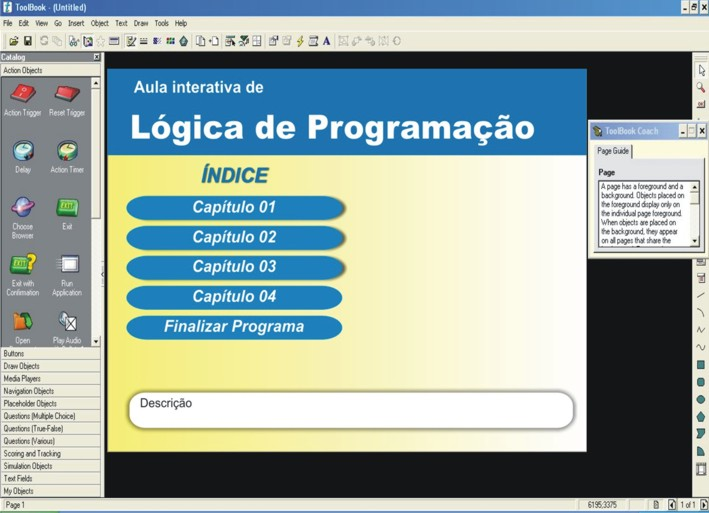 ToolBook - (Untitled)
File Edit View Go Insert Object Text Draw Tools Help
Catalog
Action Objects
Action Trigger Reset Trigger
Delay Action Timer
Choose Browser Exit
Exit with Confirmation Run Application
Open Play Audio
Buttons
Draw Objects
Media Players
Navigation Objects
Placeholder Objects
Questions (Multiple Choice)
Questions (True-False)
Questions (Various)
Scoring and Tracking
Simulation Objects
Text Fields
My Objects
Aula interativa de
Lógica de Programação
ÍNDICE
Capítulo 01
Capítulo 02
Capítulo 03
Capítulo 04
Finalizar Programa
Descrição
ToolBook Coach
Page Guide
Page
A page has a foreground and a
background. Objects placed on
the foreground display only on
the individual page foreground.
When objects are placed on
the background, they appear
on all pages that share the
Page 1
6195;3375
1 of 1